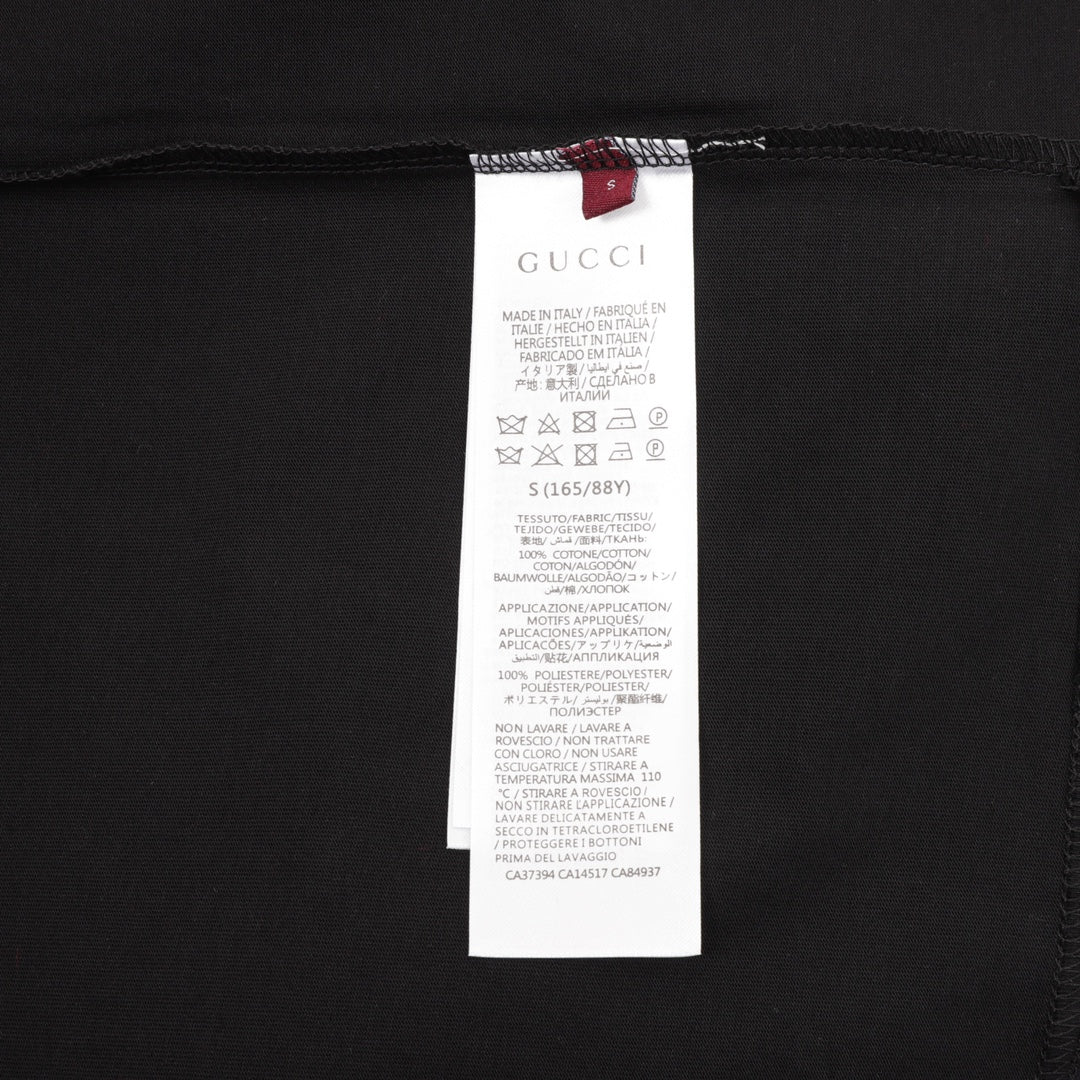 S
GUCCI
MADE IN ITALY / FABRIQUÉ EN
ITALIE / HECHO EN ITALIA /
HERGESTELLT IN ITALIEN /
FABRICADO EM ITÁLIA /
イタリア製 / صنع في ايطاليا /
产地: 意大利 / СДЕЛАНО В
ИТАЛИИ
P
P
S (165/88Y)
TESSUTO/FABRIC/TISSU/
TEJIDO/GEWEBE/TECIDO/
表地/ قماش /面料/ТКАНЬ:
100% COTONE/COTTON/
COTON/ALGODÓN/
BAUMWOLLE/ALGODÃO/コットン/
قطن/棉/ХЛОПОК
APPLICAZIONE/APPLICATION/
MOTIFS APPLIQUÉS/
APLICACIONES/APPLIKATION/
APLICAÇÕES/アップリケ/الوضعية/
التطبيق/贴花/АППЛИКАЦИЯ
100% POLIESTERE/POLYESTER/
POLIÉSTER/POLIESTER/
ポリエステル/ بوليستر /聚酯纤维/
ПОЛИЭСТЕР
NON LAVARE / LAVARE A
ROVESCIO / NON TRATTARE
CON CLORO / NON USARE
ASCIUGATRICE / STIRARE A
TEMPERATURA MASSIMA 110
°C / STIRARE A ROVESCIO /
NON STIRARE L'APPLICAZIONE /
LAVARE DELICATAMENTE A
SECCO IN TETRACLOROETILENE
/ PROTEGGERE I BOTTONI
PRIMA DEL LAVAGGIO
CA37394 CA14517 CA84937